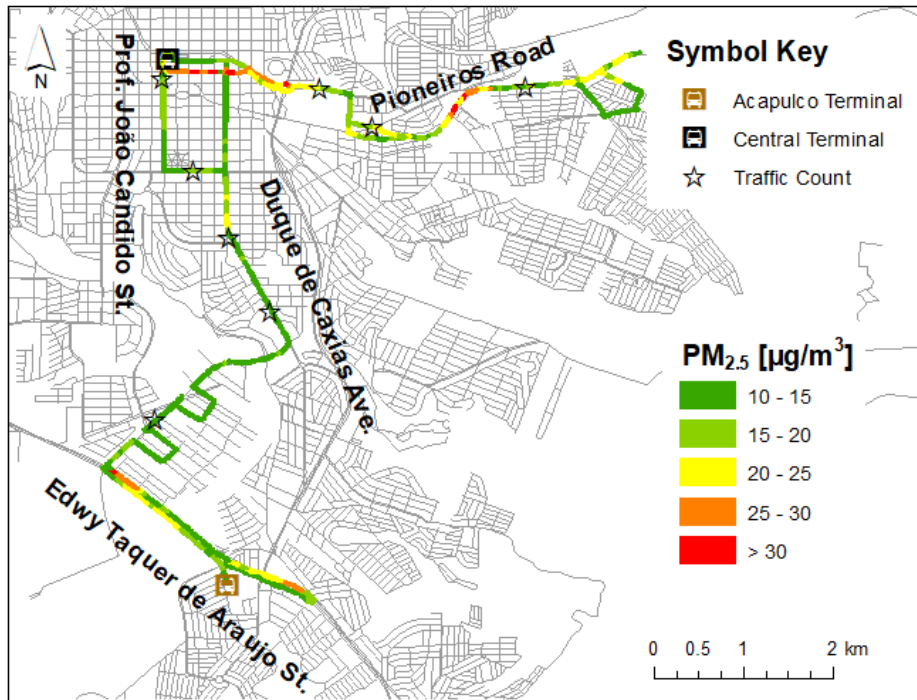 N
Prof. João Candido St.
Pioneiros Road
Duque de Caxias Ave.
Edwy Taquer de Araujo St.
Symbol Key
Acapulco Terminal
Central Terminal
Traffic Count
PM2.5 [µg/m³]
10 - 15
15 - 20
20 - 25
25 - 30
> 30
0 0.5 1 2 km